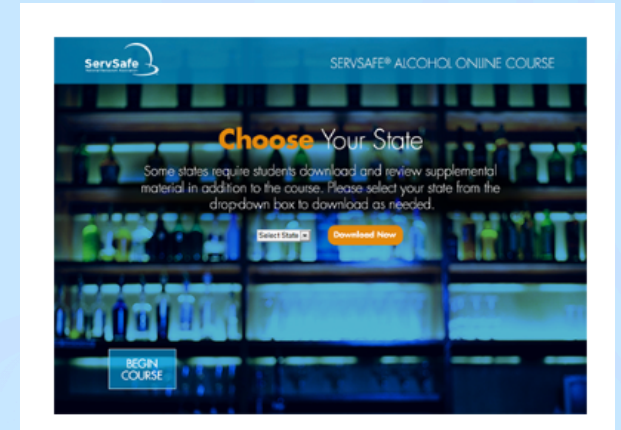 ServSafe
SERVSAFE® ALCOHOL ONLINE COURSE
Choose Your State
Some states require students download and review supplemental
material in addition to the course. Please select your state from the
drop-down box to download as needed.
Select State
Download Now
BEGIN
COURSE